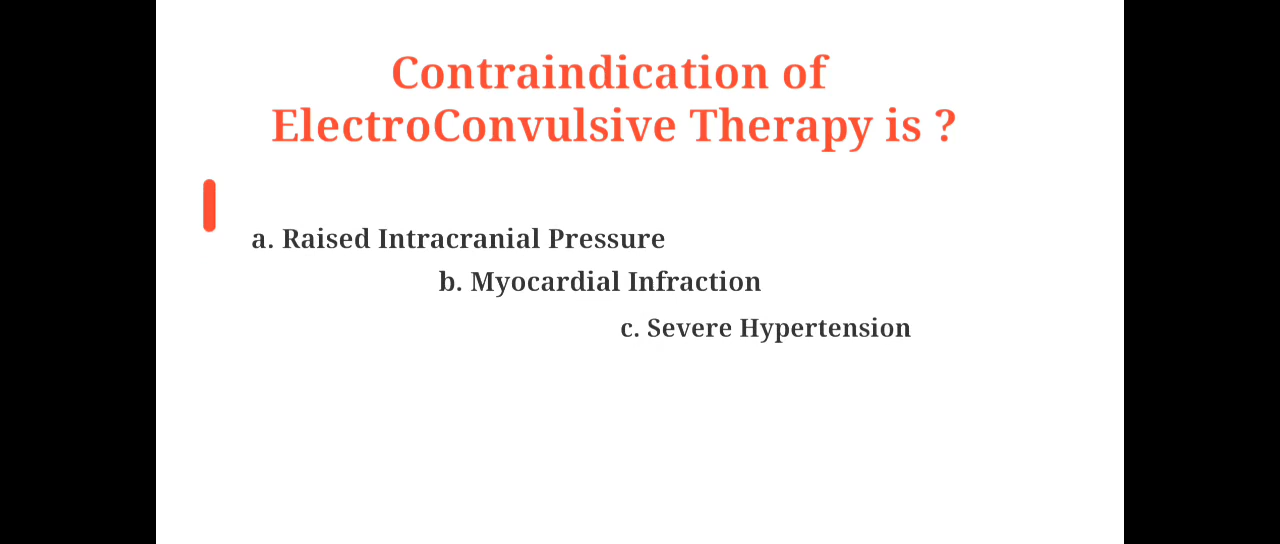 Contraindication of
ElectroConvulsive Therapy is ?
a. Raised Intracranial Pressure
b. Myocardial Infraction
c. Severe Hypertension